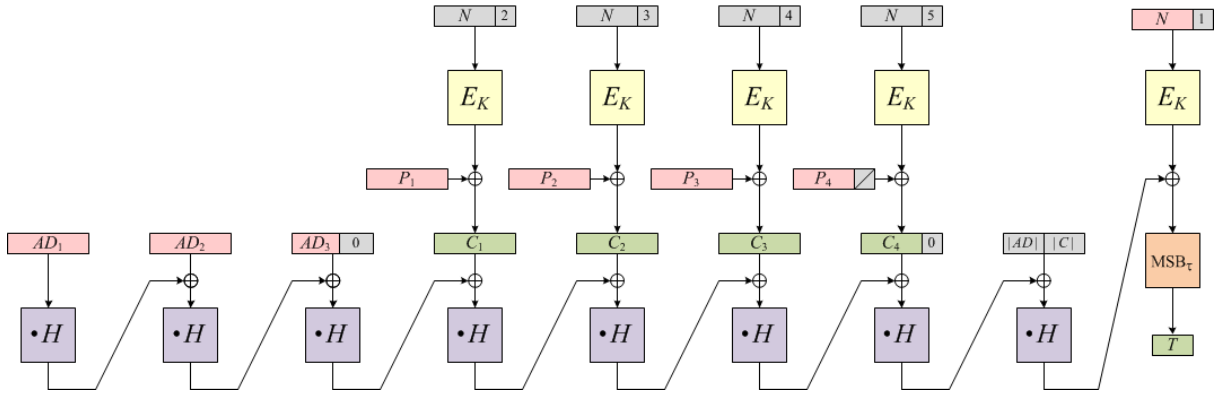 N 2 N 3 N 4 N 5 N 1
E_K E_K E_K E_K E_K
P_1 P_2 P_3 P_4
AD_1 AD_2 AD_3 0 C_1 C_2 C_3 C_4 0 |AD| |C| MSB_τ
•H •H •H •H •H •H •H •H T